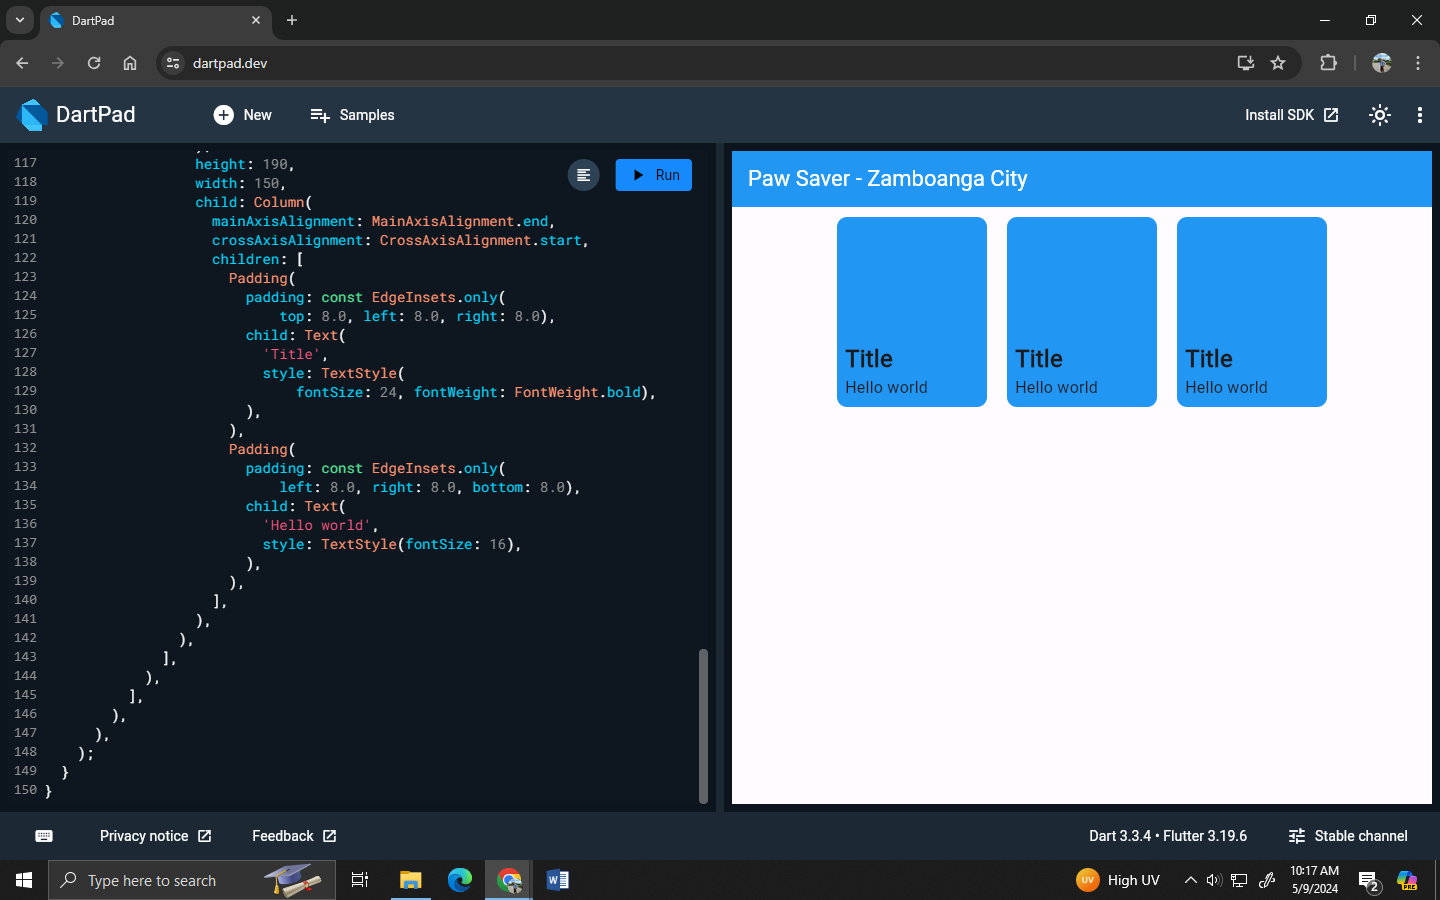 DartPad
dartpad.dev
DartPad
New
Samples
Install SDK
Run
117 height: 190,
118 width: 150,
119 child: Column(
120 mainAxisAlignment: MainAxisAlignment.end,
121 crossAxisAlignment: CrossAxisAlignment.start,
122 children: [
123 Padding(
124 padding: const EdgeInsets.only(
125 top: 8.0, left: 8.0, right: 8.0),
126 child: Text(
127 'Title',
128 style: TextStyle(
129 fontSize: 24, fontWeight: FontWeight.bold),
130 ),
131 ),
132 Padding(
133 padding: const EdgeInsets.only(
134 left: 8.0, right: 8.0, bottom: 8.0),
135 child: Text(
136 'Hello world',
137 style: TextStyle(fontSize: 16),
138 ),
139 ),
140 ],
141 ),
142 ),
143 ],
144 ),
145 ],
146 ),
147 ),
148 );
149 }
150 }
Paw Saver - Zamboanga City
Title Title Title
Hello world Hello world Hello world
Privacy notice
Feedback
Dart 3.3.4 • Flutter 3.19.6
Stable channel
Type here to search
UV
High UV
10:17 AM
5/9/2024
2
PRE